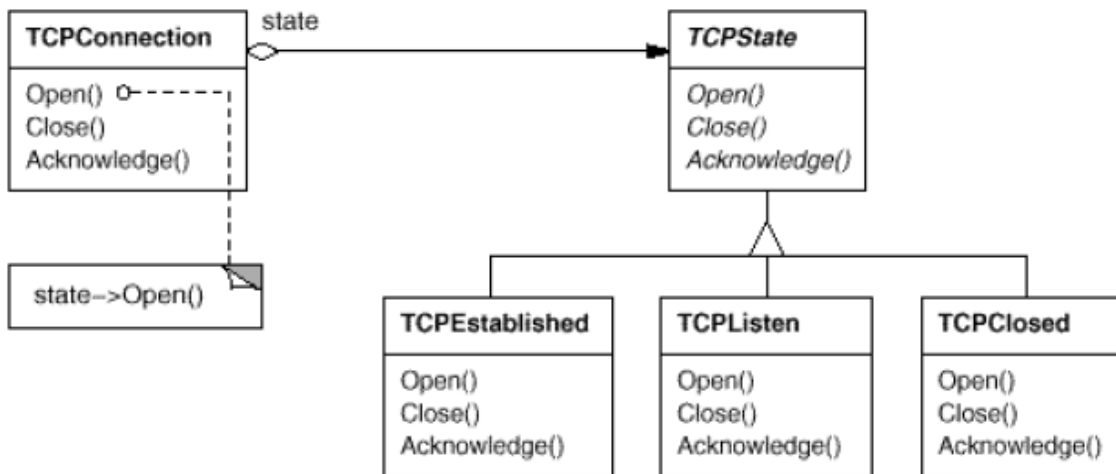 state
TCPConnection
Open()
Close()
Acknowledge()
state->Open()
TCPState
Open()
Close()
Acknowledge()
TCPEstablished
Open()
Close()
Acknowledge()
TCPListen
Open()
Close()
Acknowledge()
TCPClosed
Open()
Close()
Acknowledge()